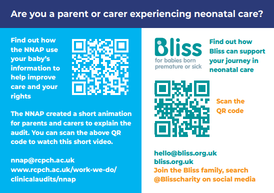 Are you a parent or carer experiencing neonatal care?
Find out how
the NNAP use
your baby's
information to
help improve
care and your
rights
The NNAP created a short animation
for parents and carers to explain the
audit. You can scan the above QR
code to watch this short video.
nnap@rcpch.ac.uk
www.rcpch.ac.uk/work-we-do/
clinicalaudits/nnap
Bliss
for babies born
premature or sick
Find out how
Bliss can support
your journey in
neonatal care
Scan the
QR code
hello@bliss.org.uk
bliss.org.uk
Join the Bliss family, search
@Blisscharity on social media